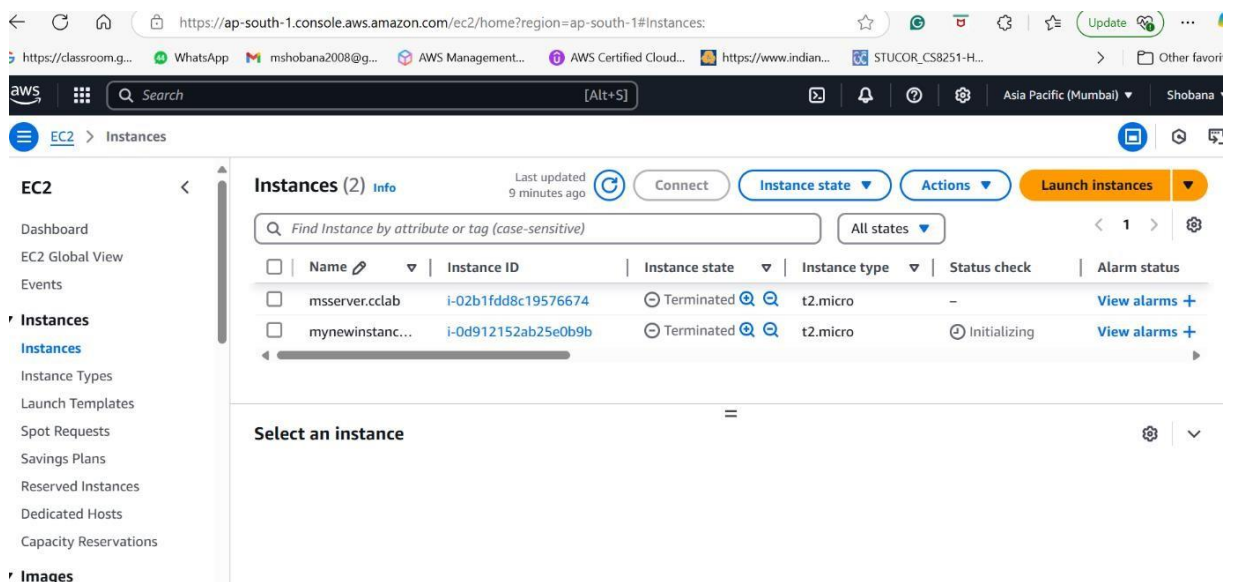 https://ap-south-1.console.aws.amazon.com/ec2/home?region=ap-south-1#Instances:
Update
https://classroom.g...
WhatsApp
mshobana2008@g...
AWS Management...
AWS Certified Cloud...
https://www.indian...
STUCOR_CS8251-H...
Other favori
aws
Search
[Alt+S]
Asia Pacific (Mumbai)
Shobana
EC2 > Instances
EC2
Dashboard
EC2 Global View
Events
Instances
Instances
Instance Types
Launch Templates
Spot Requests
Savings Plans
Reserved Instances
Dedicated Hosts
Capacity Reservations
Images
Instances (2) Info
Last updated
9 minutes ago
Connect
Instance state
Actions
Launch instances
Find Instance by attribute or tag (case-sensitive)
All states
1
Name Instance ID Instance state Instance type Status check Alarm status
msserver.cclab i-02b1fdd8c19576674 Terminated t2.micro – View alarms +
mynewinstanc... i-0d912152ab25e0b9b Terminated t2.micro Initializing View alarms +
Select an instance